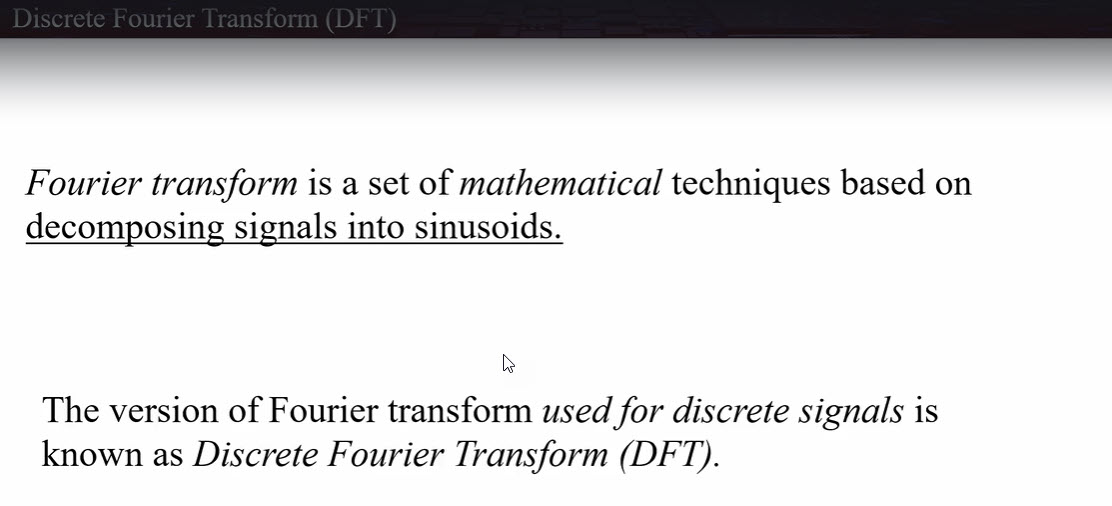 Discrete Fourier Transform (DFT)
Fourier transform is a set of mathematical techniques based on
decomposing signals into sinusoids.
The version of Fourier transform used for discrete signals is
known as Discrete Fourier Transform (DFT).